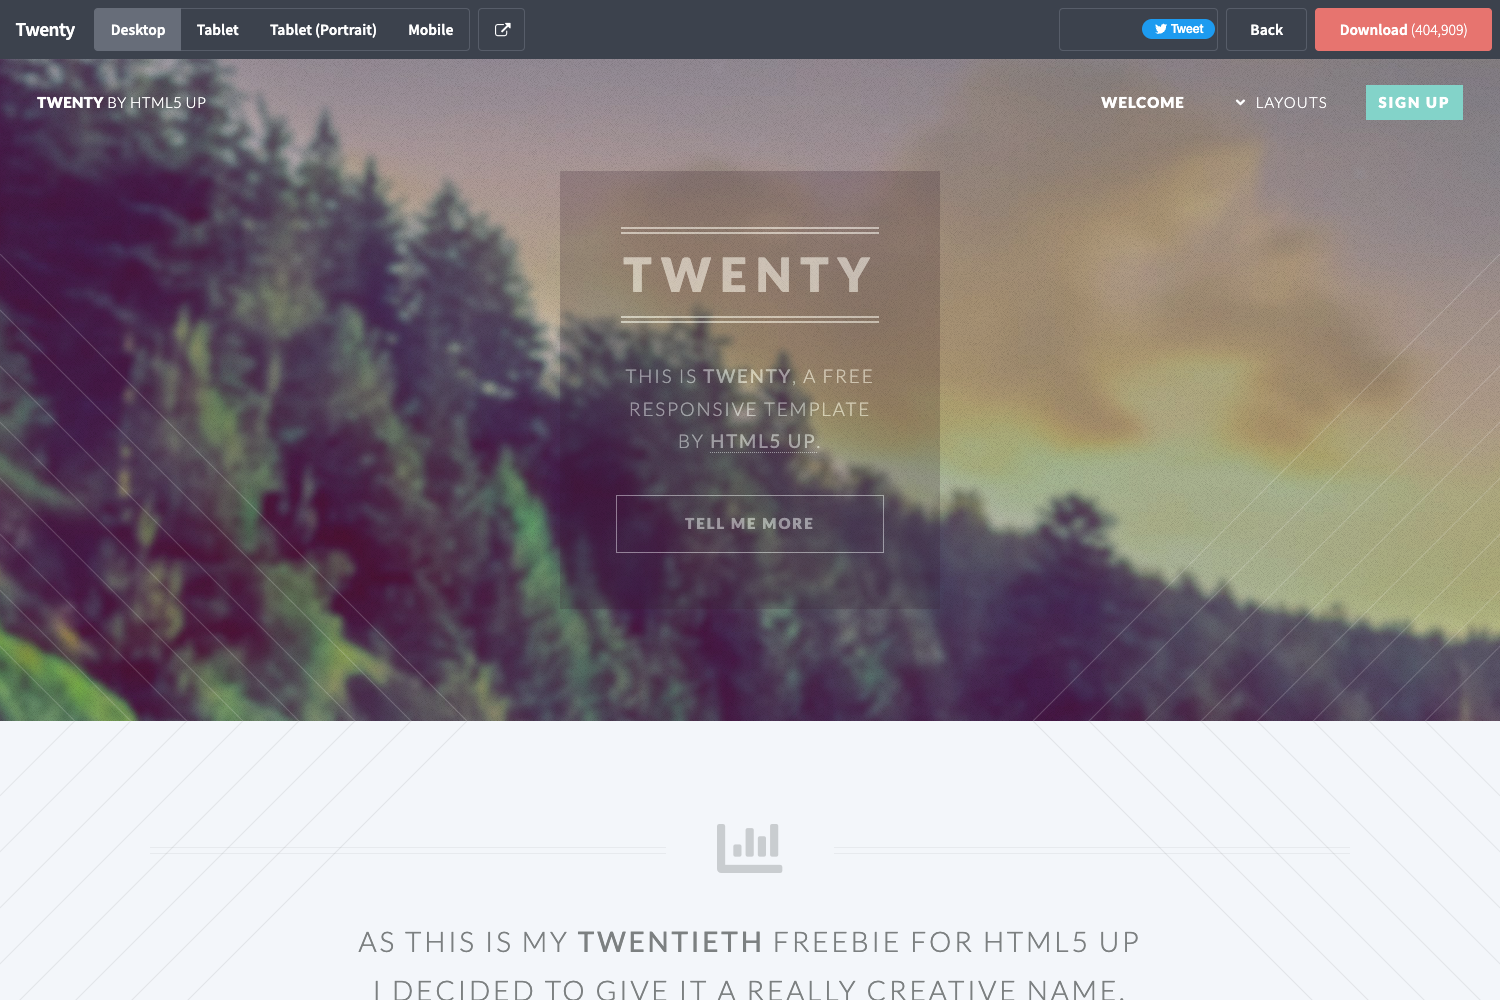 Twenty
Desktop
Tablet
Tablet (Portrait)
Mobile
Tweet
Back
Download (404,909)
TWENTY BY HTML5 UP
WELCOME
LAYOUTS
SIGN UP
TWENTY
THIS IS TWENTY, A FREE
RESPONSIVE TEMPLATE
BY HTML5 UP.
TELL ME MORE
AS THIS IS MY TWENTIETH FREEBIE FOR HTML5 UP
I DECIDED TO GIVE IT A REALLY CREATIVE NAME.